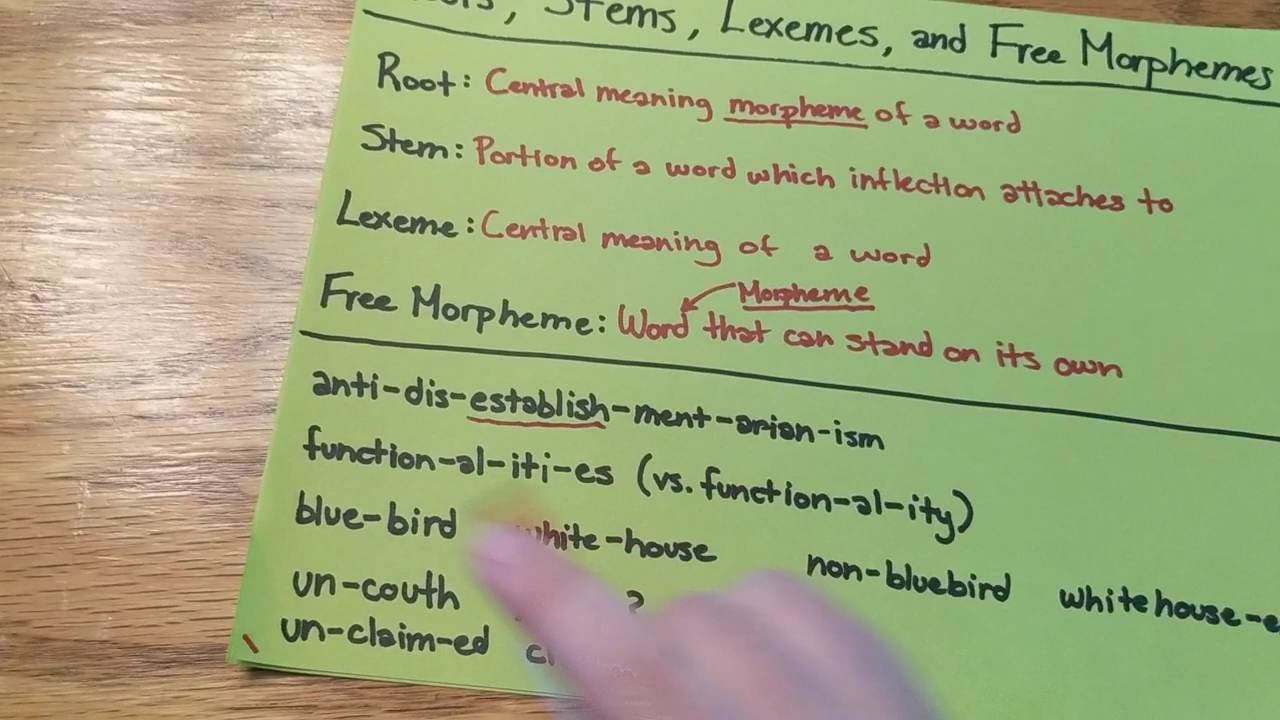 Stems, Lexemes, and Free Morphemes
Root: Central meaning morpheme of a word
Stem: Portion of a word which inflection attaches to
Lexeme: Central meaning of a word
Morpheme
Free Morpheme: Word that can stand on its own
anti-dis-establish-ment-arian-ism
function-al-iti-es (vs. function-al-ity)
blue-bird white-house non-bluebird whitehouse-e
un-couth ?
un-claim-ed